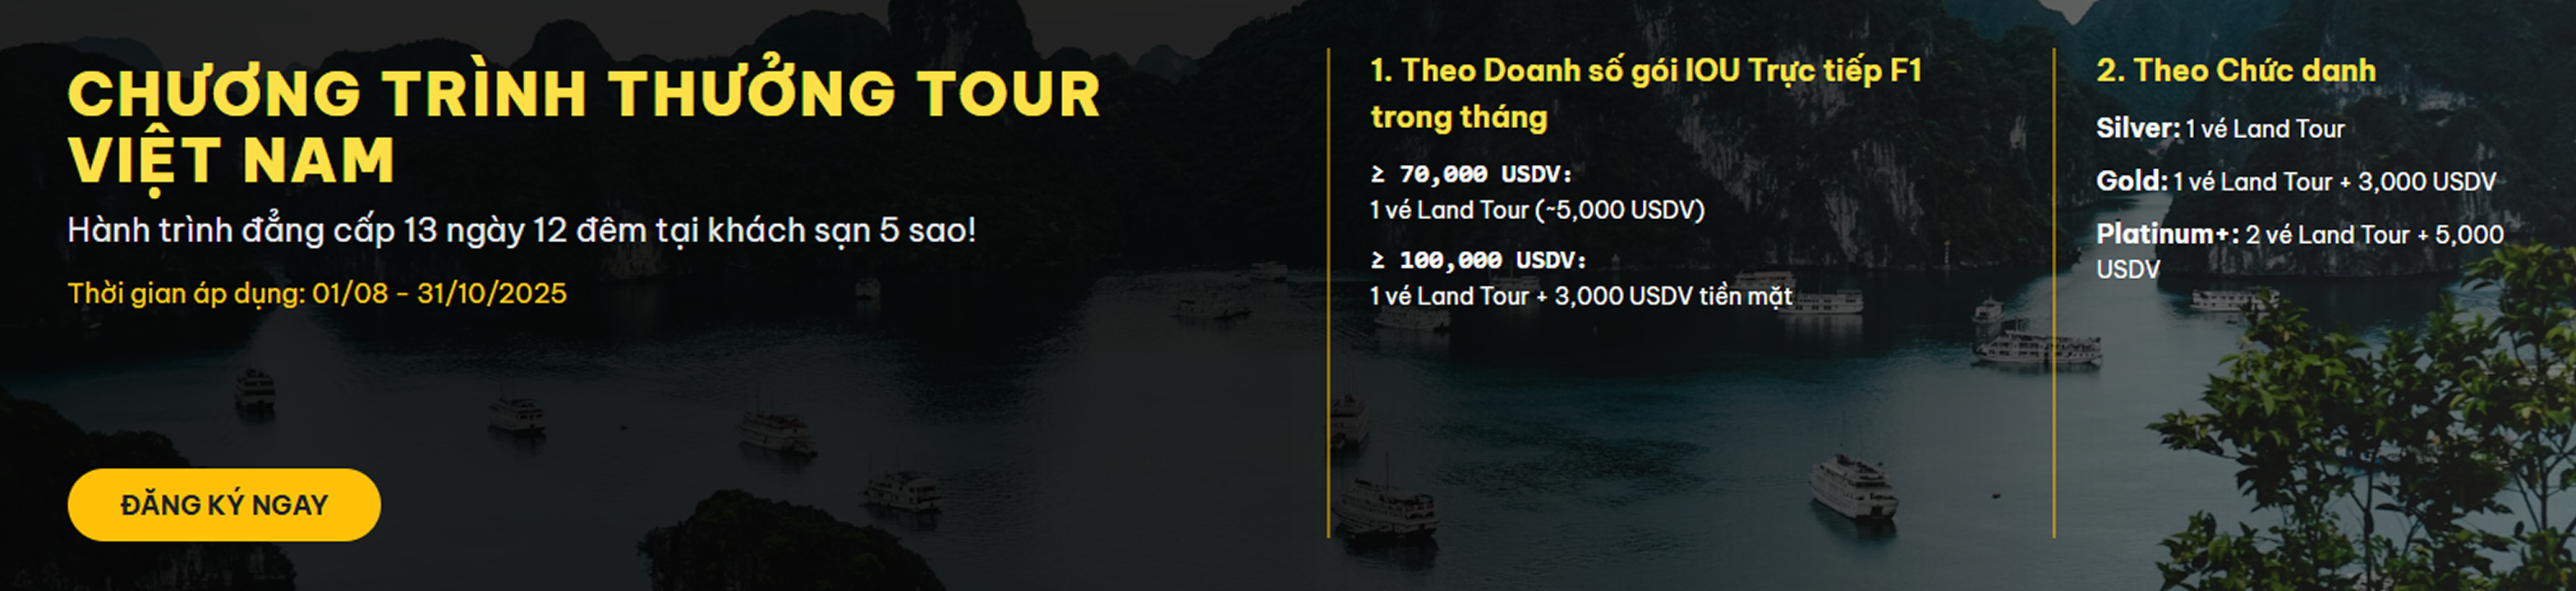 CHƯƠNG TRÌNH THƯỞNG TOUR
VIỆT NAM
Hành trình đẳng cấp 13 ngày 12 đêm tại khách sạn 5 sao!
Thời gian áp dụng: 01/08 - 31/10/2025
ĐĂNG KÝ NGAY
1. Theo Doanh số gói IOU Trực tiếp F1
trong tháng
≥ 70,000 USDV:
1 vé Land Tour (~5,000 USDV)
≥ 100,000 USDV:
1 vé Land Tour + 3,000 USDV tiền mặt
2. Theo Chức danh
Silver: 1 vé Land Tour
Gold: 1 vé Land Tour + 3,000 USDV
Platinum+: 2 vé Land Tour + 5,000
USDV